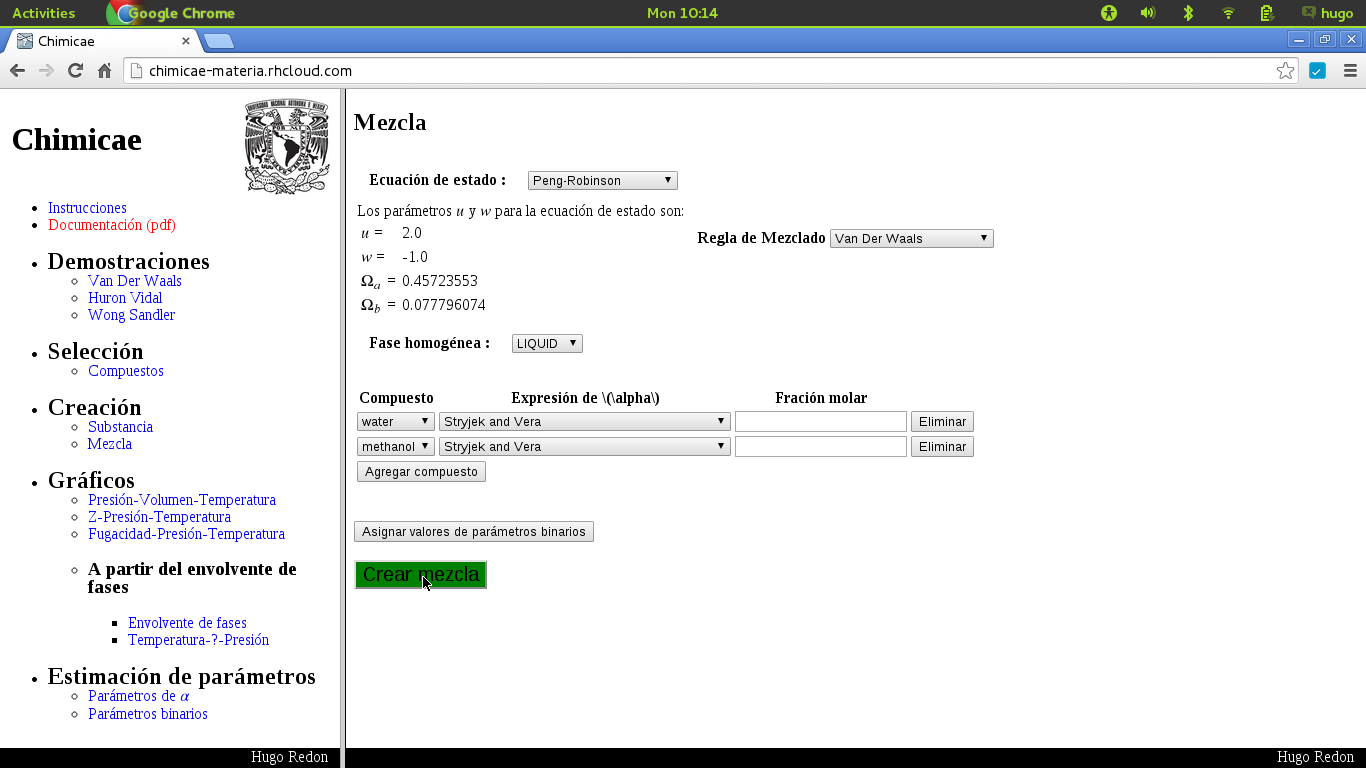 Activities
Google Chrome
Mon 10:14
hugo
Chimicae
chimicae-materia.rhcloud.com
Chimicae
Instrucciones
Documentación (pdf)
Demostraciones
Van Der Waals
Huron Vidal
Wong Sandler
Selección
Compuestos
Creación
Substancia
Mezcla
Gráficos
Presión-Volumen-Temperatura
Z-Presión-Temperatura
Fugacidad-Presión-Temperatura
A partir del envolvente de
fases
Envolvente de fases
Temperatura-?-Presión
Estimación de parámetros
Parámetros de α
Parámetros binarios
Hugo Redon
Mezcla
Ecuación de estado : Peng-Robinson
Los parámetros u y w para la ecuación de estado son:
u = 2.0
w = -1.0
Ωa = 0.45723553
Ωb = 0.077796074
Regla de Mezclado Van Der Waals
Fase homogénea : LIQUID
Compuesto Expresión de \(\alpha\) Fración molar
water Stryjek and Vera Eliminar
methanol Stryjek and Vera Eliminar
Agregar compuesto
Asignar valores de parámetros binarios
Crear mezcla
Hugo Redon